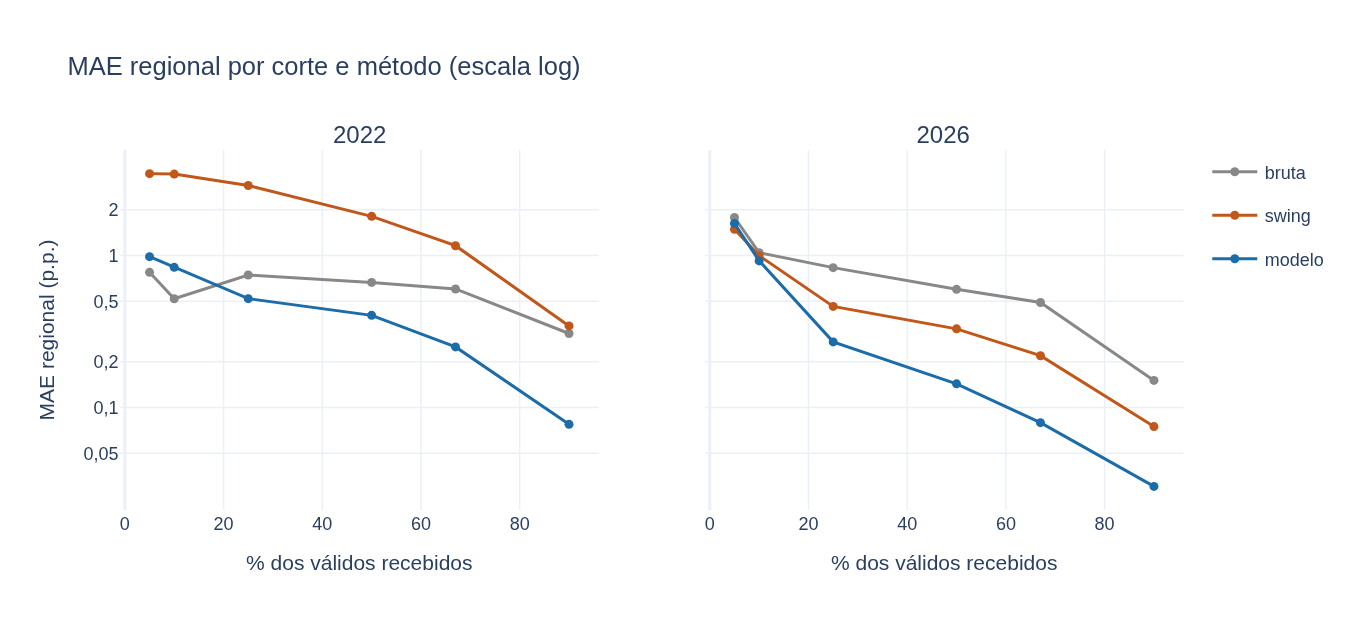 MAE regional por corte e método (escala log)
2022
2026
bruta
swing
modelo
MAE regional (p.p.)
2
1
0,5
0,2
0,1
0,05
0 20 40 60 80
0 20 40 60 80
% dos válidos recebidos
% dos válidos recebidos